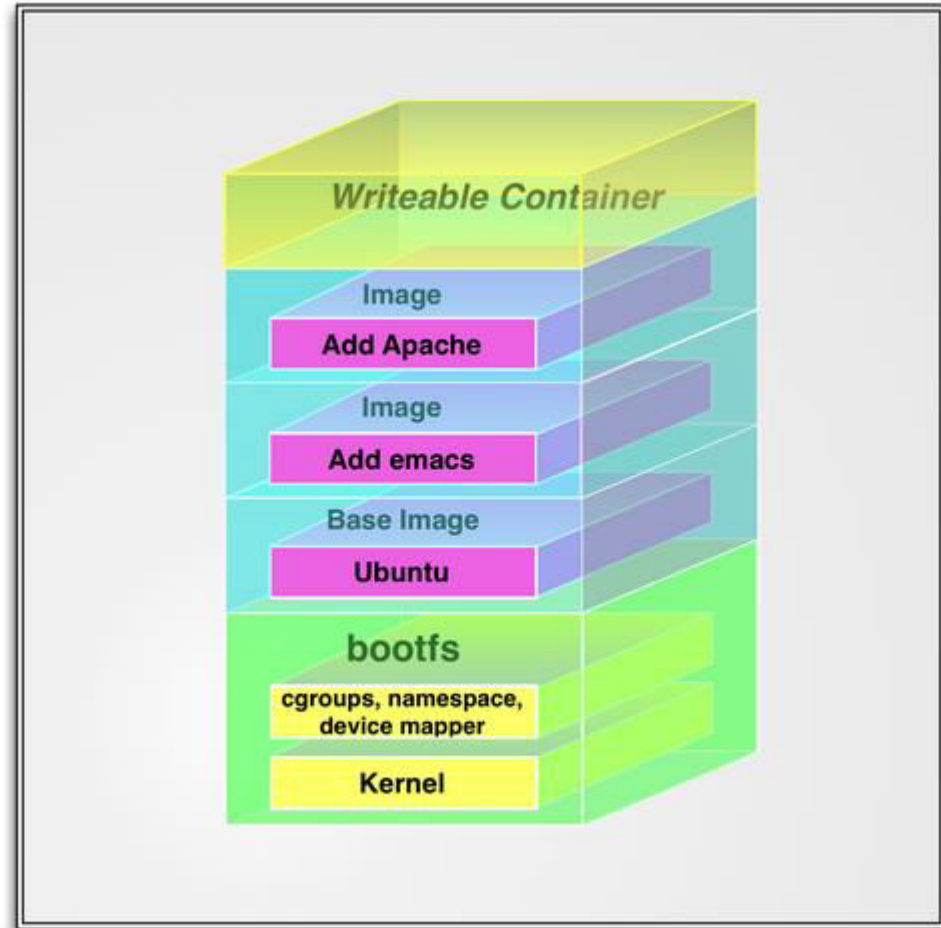 Writeable Container
Image
Add Apache
Image
Add emacs
Base Image
Ubuntu
bootfs
cgroups, namespace,
device mapper
Kernel